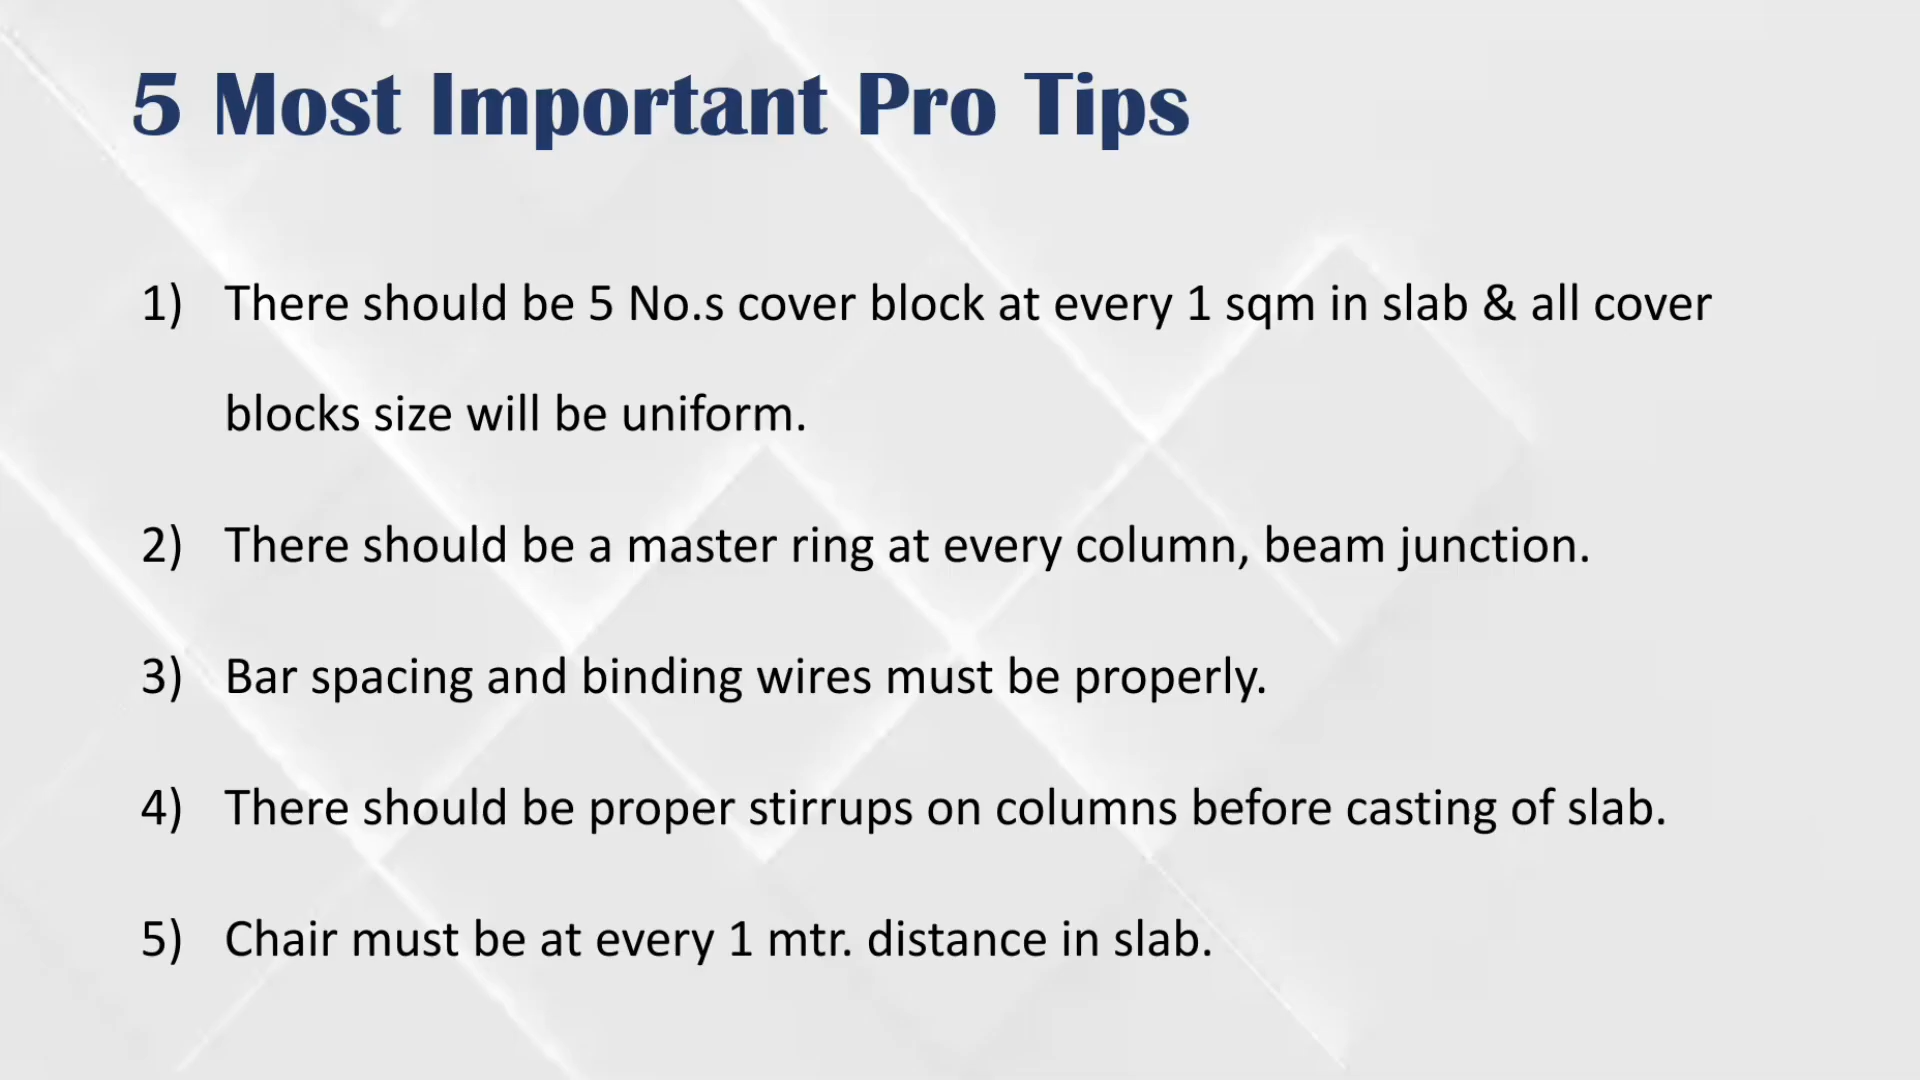 5 Most Important Pro Tips
1) There should be 5 No.s cover block at every 1 sqm in slab & all cover
blocks size will be uniform.
2) There should be a master ring at every column, beam junction.
3) Bar spacing and binding wires must be properly.
4) There should be proper stirrups on columns before casting of slab.
5) Chair must be at every 1 mtr. distance in slab.